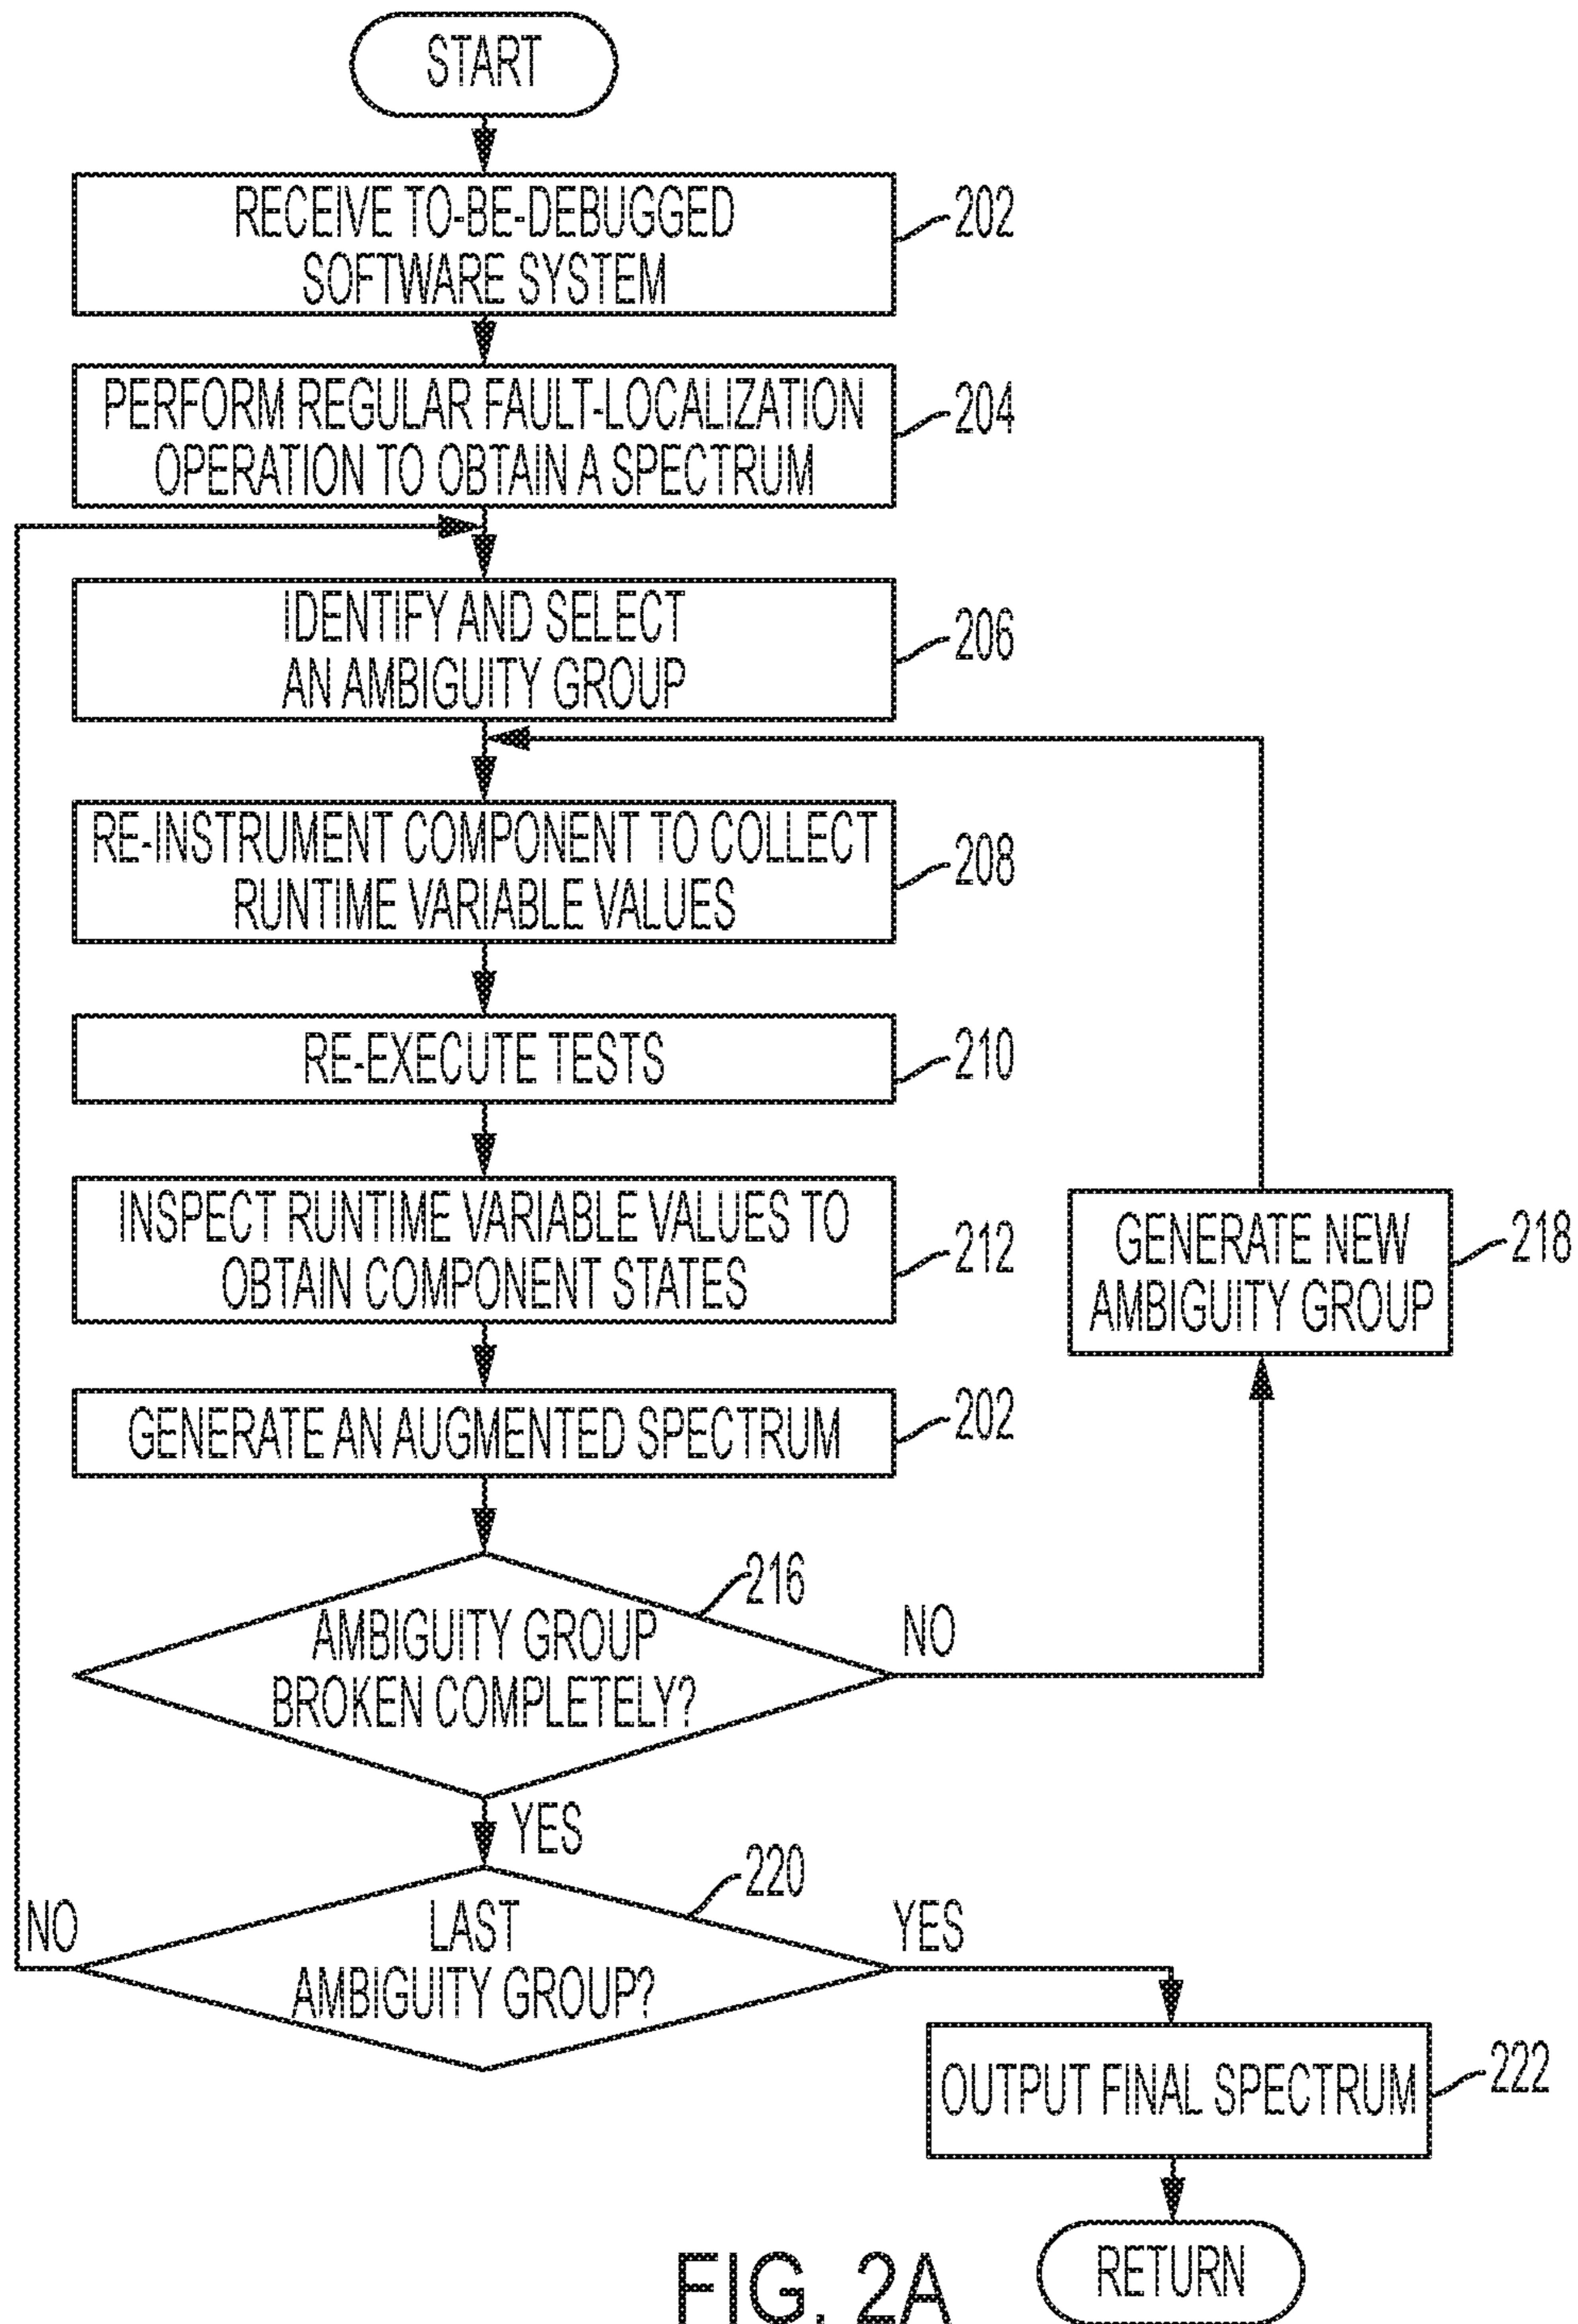 START
RECEIVE TO-BE-DEBUGGED
SOFTWARE SYSTEM
202
PERFORM REGULAR FAULT-LOCALIZATION
OPERATION TO OBTAIN A SPECTRUM
204
IDENTIFY AND SELECT
AN AMBIGUITY GROUP
206
RE-INSTRUMENT COMPONENT TO COLLECT
RUNTIME VARIABLE VALUES
208
RE-EXECUTE TESTS
210
INSPECT RUNTIME VARIABLE VALUES TO
OBTAIN COMPONENT STATES
212
GENERATE NEW
AMBIGUITY GROUP
218
GENERATE AN AUGMENTED SPECTRUM
202
AMBIGUITY GROUP
BROKEN COMPLETELY?
216
NO
YES
LAST
AMBIGUITY GROUP?
220
NO
YES
OUTPUT FINAL SPECTRUM
222
RETURN
FIG. 2A